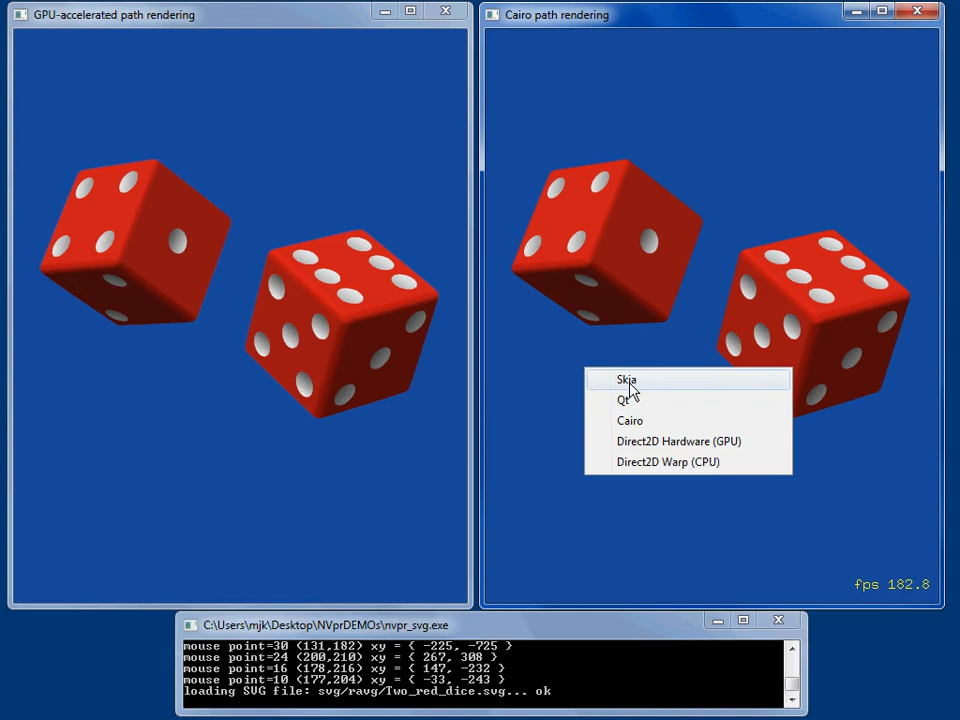 GPU-accelerated path rendering
Cairo path rendering
Skia
Qt
Cairo
Direct2D Hardware (GPU)
Direct2D Warp (CPU)
fps 182.8
C:\Users\mjk\Desktop\NVprDEMOs\nvpr_svg.exe
mouse point=30 (131,182) xy = { -225, -725 }
mouse point=24 (200,210) xy = { 267, 308 }
mouse point=16 (178,216) xy = { 147, -232 }
mouse point=10 (177,204) xy = { -33, -243 }
loading SVG file: svg/ravg/Two_red_dice.svg... ok